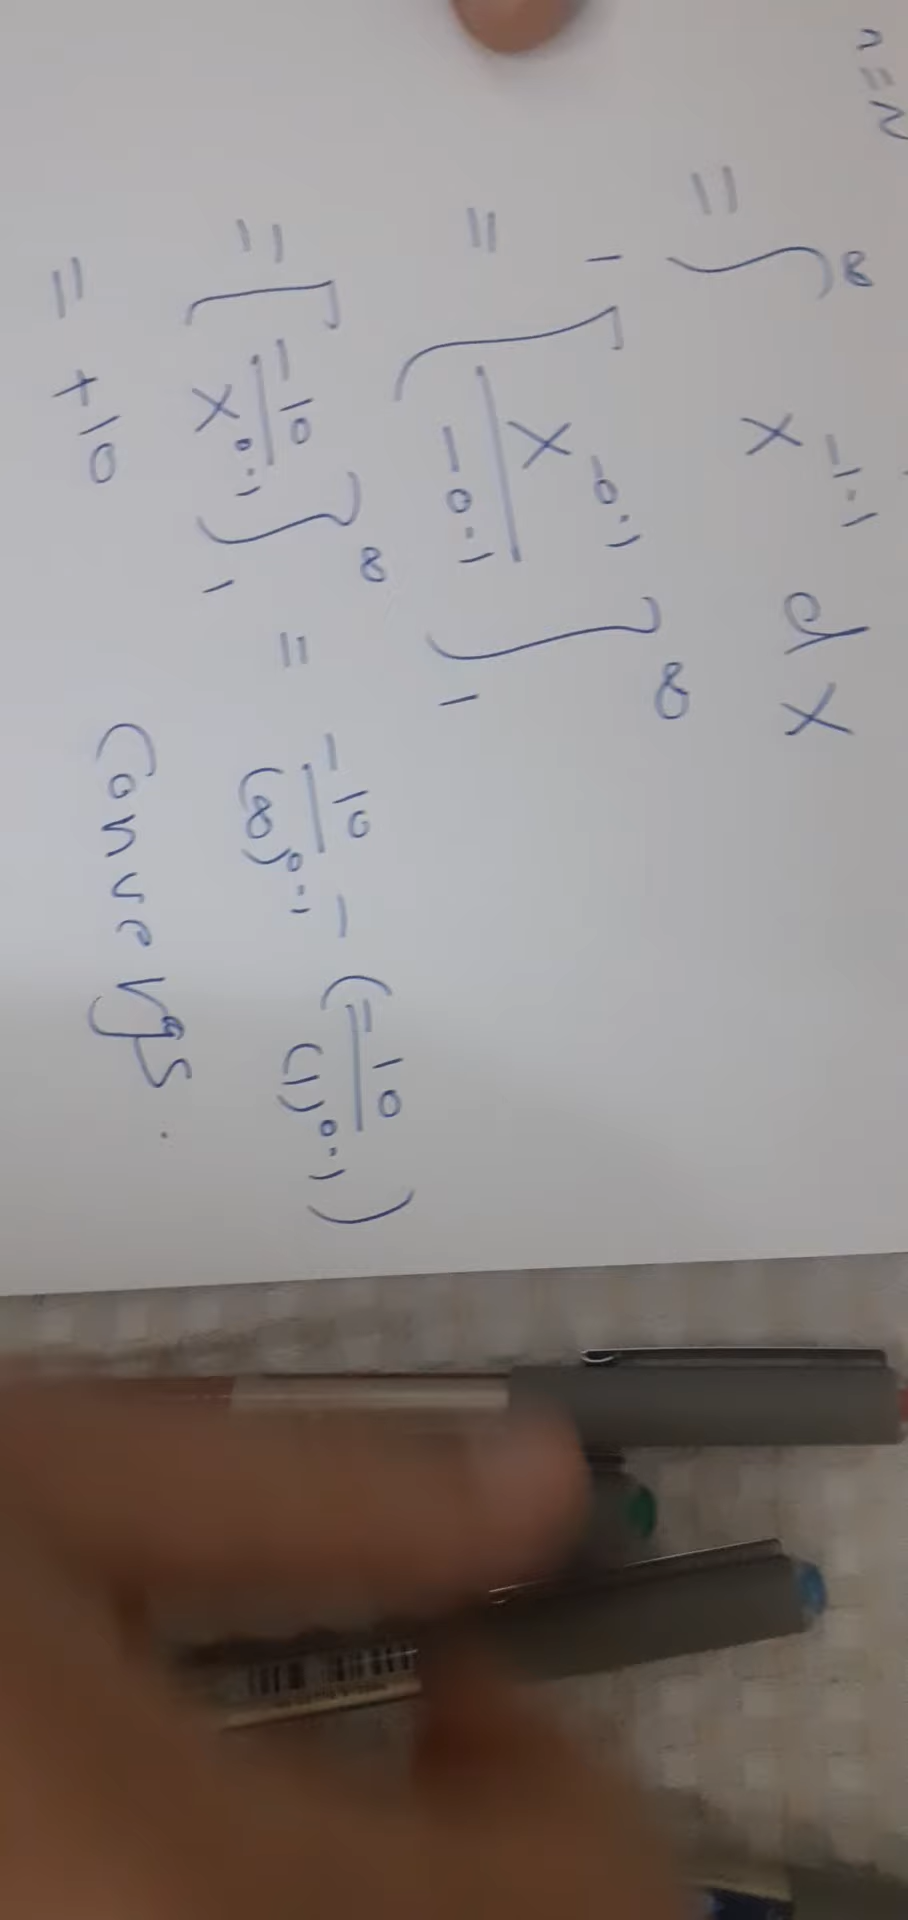 = ∫₁^∞ x^{-1.1} dx
= [x^{-0.1} / -0.1]₁^∞
= [-10 / x^{0.1}]₁^∞ = -10 / (∞)^{0.1} - (-10 / (1)^{0.1})
= +10 Converges.